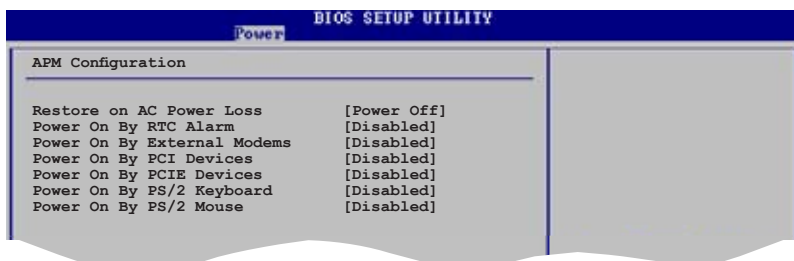 BIOS SETUP UTILITY
Power
APM Configuration
Restore on AC Power Loss [Power Off]
Power On By RTC Alarm [Disabled]
Power On By External Modems [Disabled]
Power On By PCI Devices [Disabled]
Power On By PCIE Devices [Disabled]
Power On By PS/2 Keyboard [Disabled]
Power On By PS/2 Mouse [Disabled]